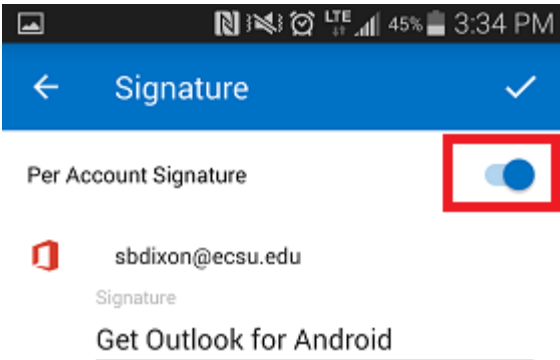 LTE 45% 3:34 PM
Signature
Per Account Signature
sbdixon@ecsu.edu
Signature
Get Outlook for Android